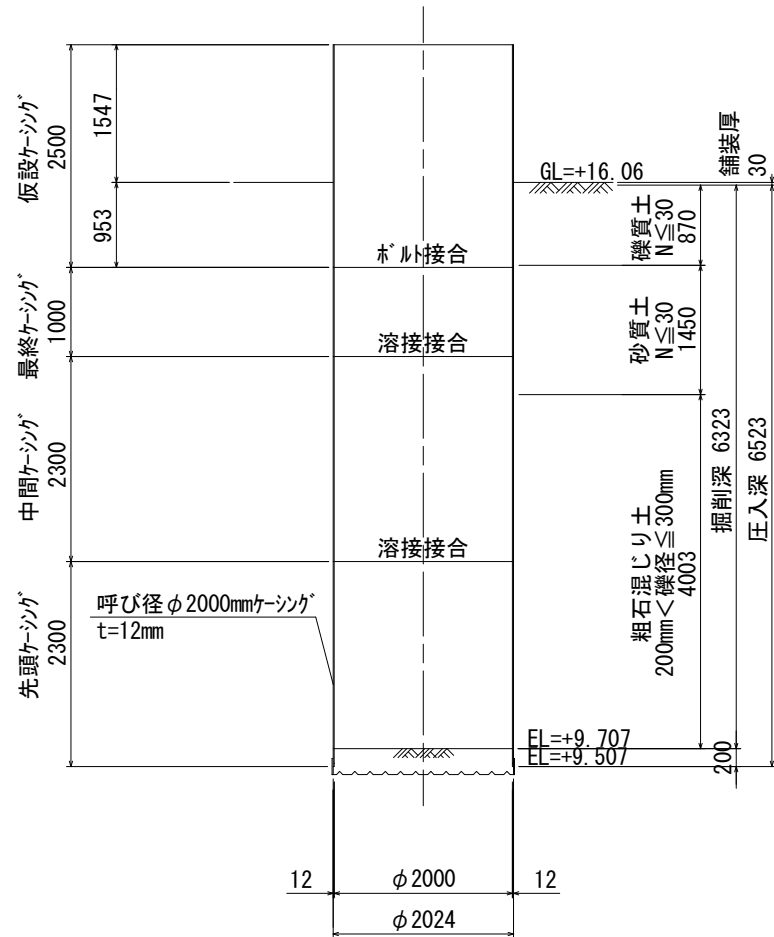 仮設ケーシング
2500
1547
953
最終ケーシング
1000
中間ケーシング
2300
先頭ケーシング
2300
ボルト接合
溶接接合
溶接接合
呼び径φ2000mmケーシング
t=12mm
GL=+16.06
舗装厚
30
礫質土
N≦30
870
砂質土
N≦30
1450
粗石混じり土
200mm<礫径≦300mm
4003
掘削深 6323
圧入深 6523
EL=+9.707
EL=+9.507
200
12
φ2000
12
φ2024